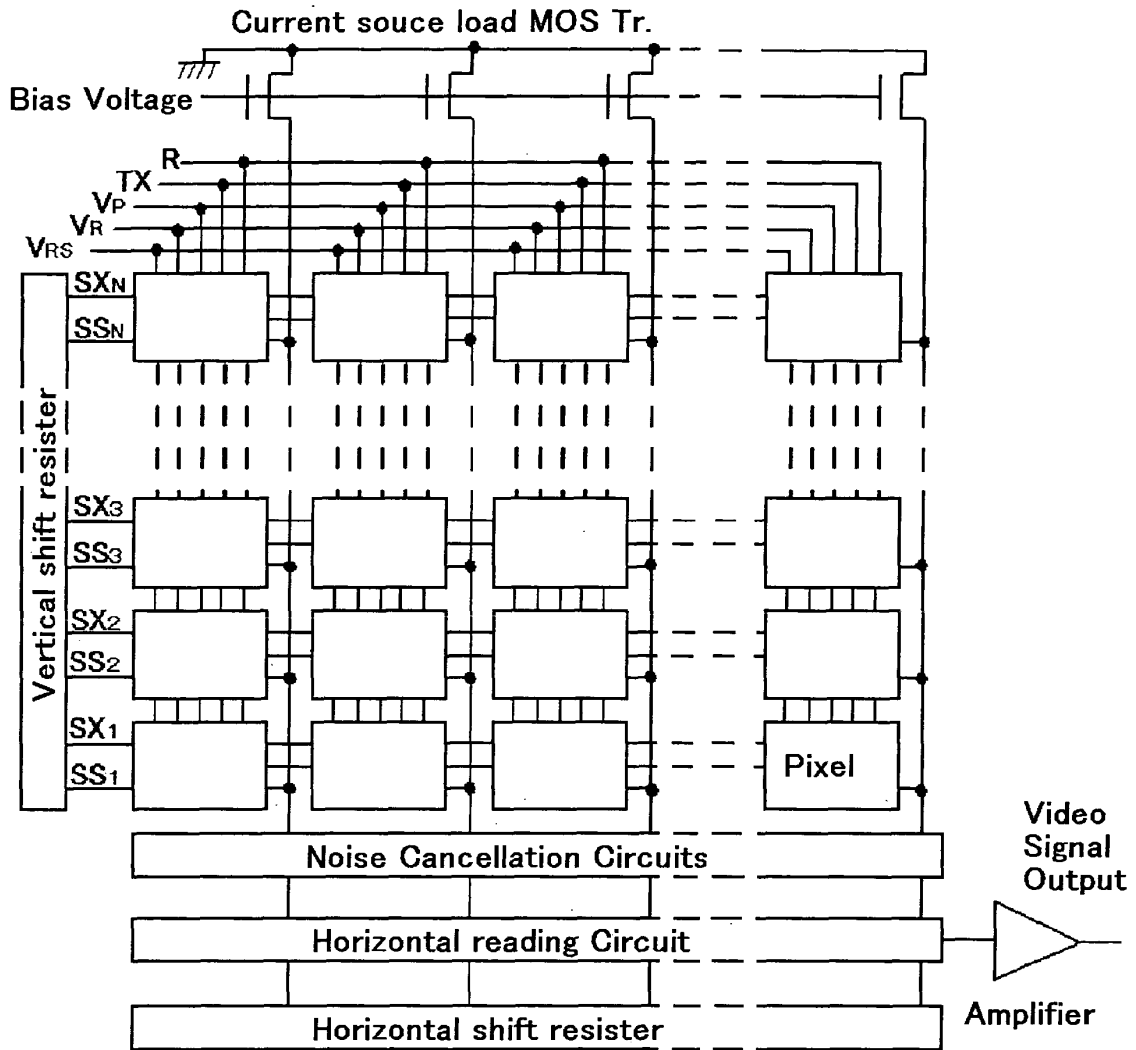 Current souce load MOS Tr.
Bias Voltage
R
TX
VP
VR
VRS
SXN
SSN
Vertical shift resister
SX3
SS3
SX2
SS2
SX1
SS1
Pixel
Noise Cancellation Circuits
Video
Signal
Output
Horizontal reading Circuit
Amplifier
Horizontal shift resister